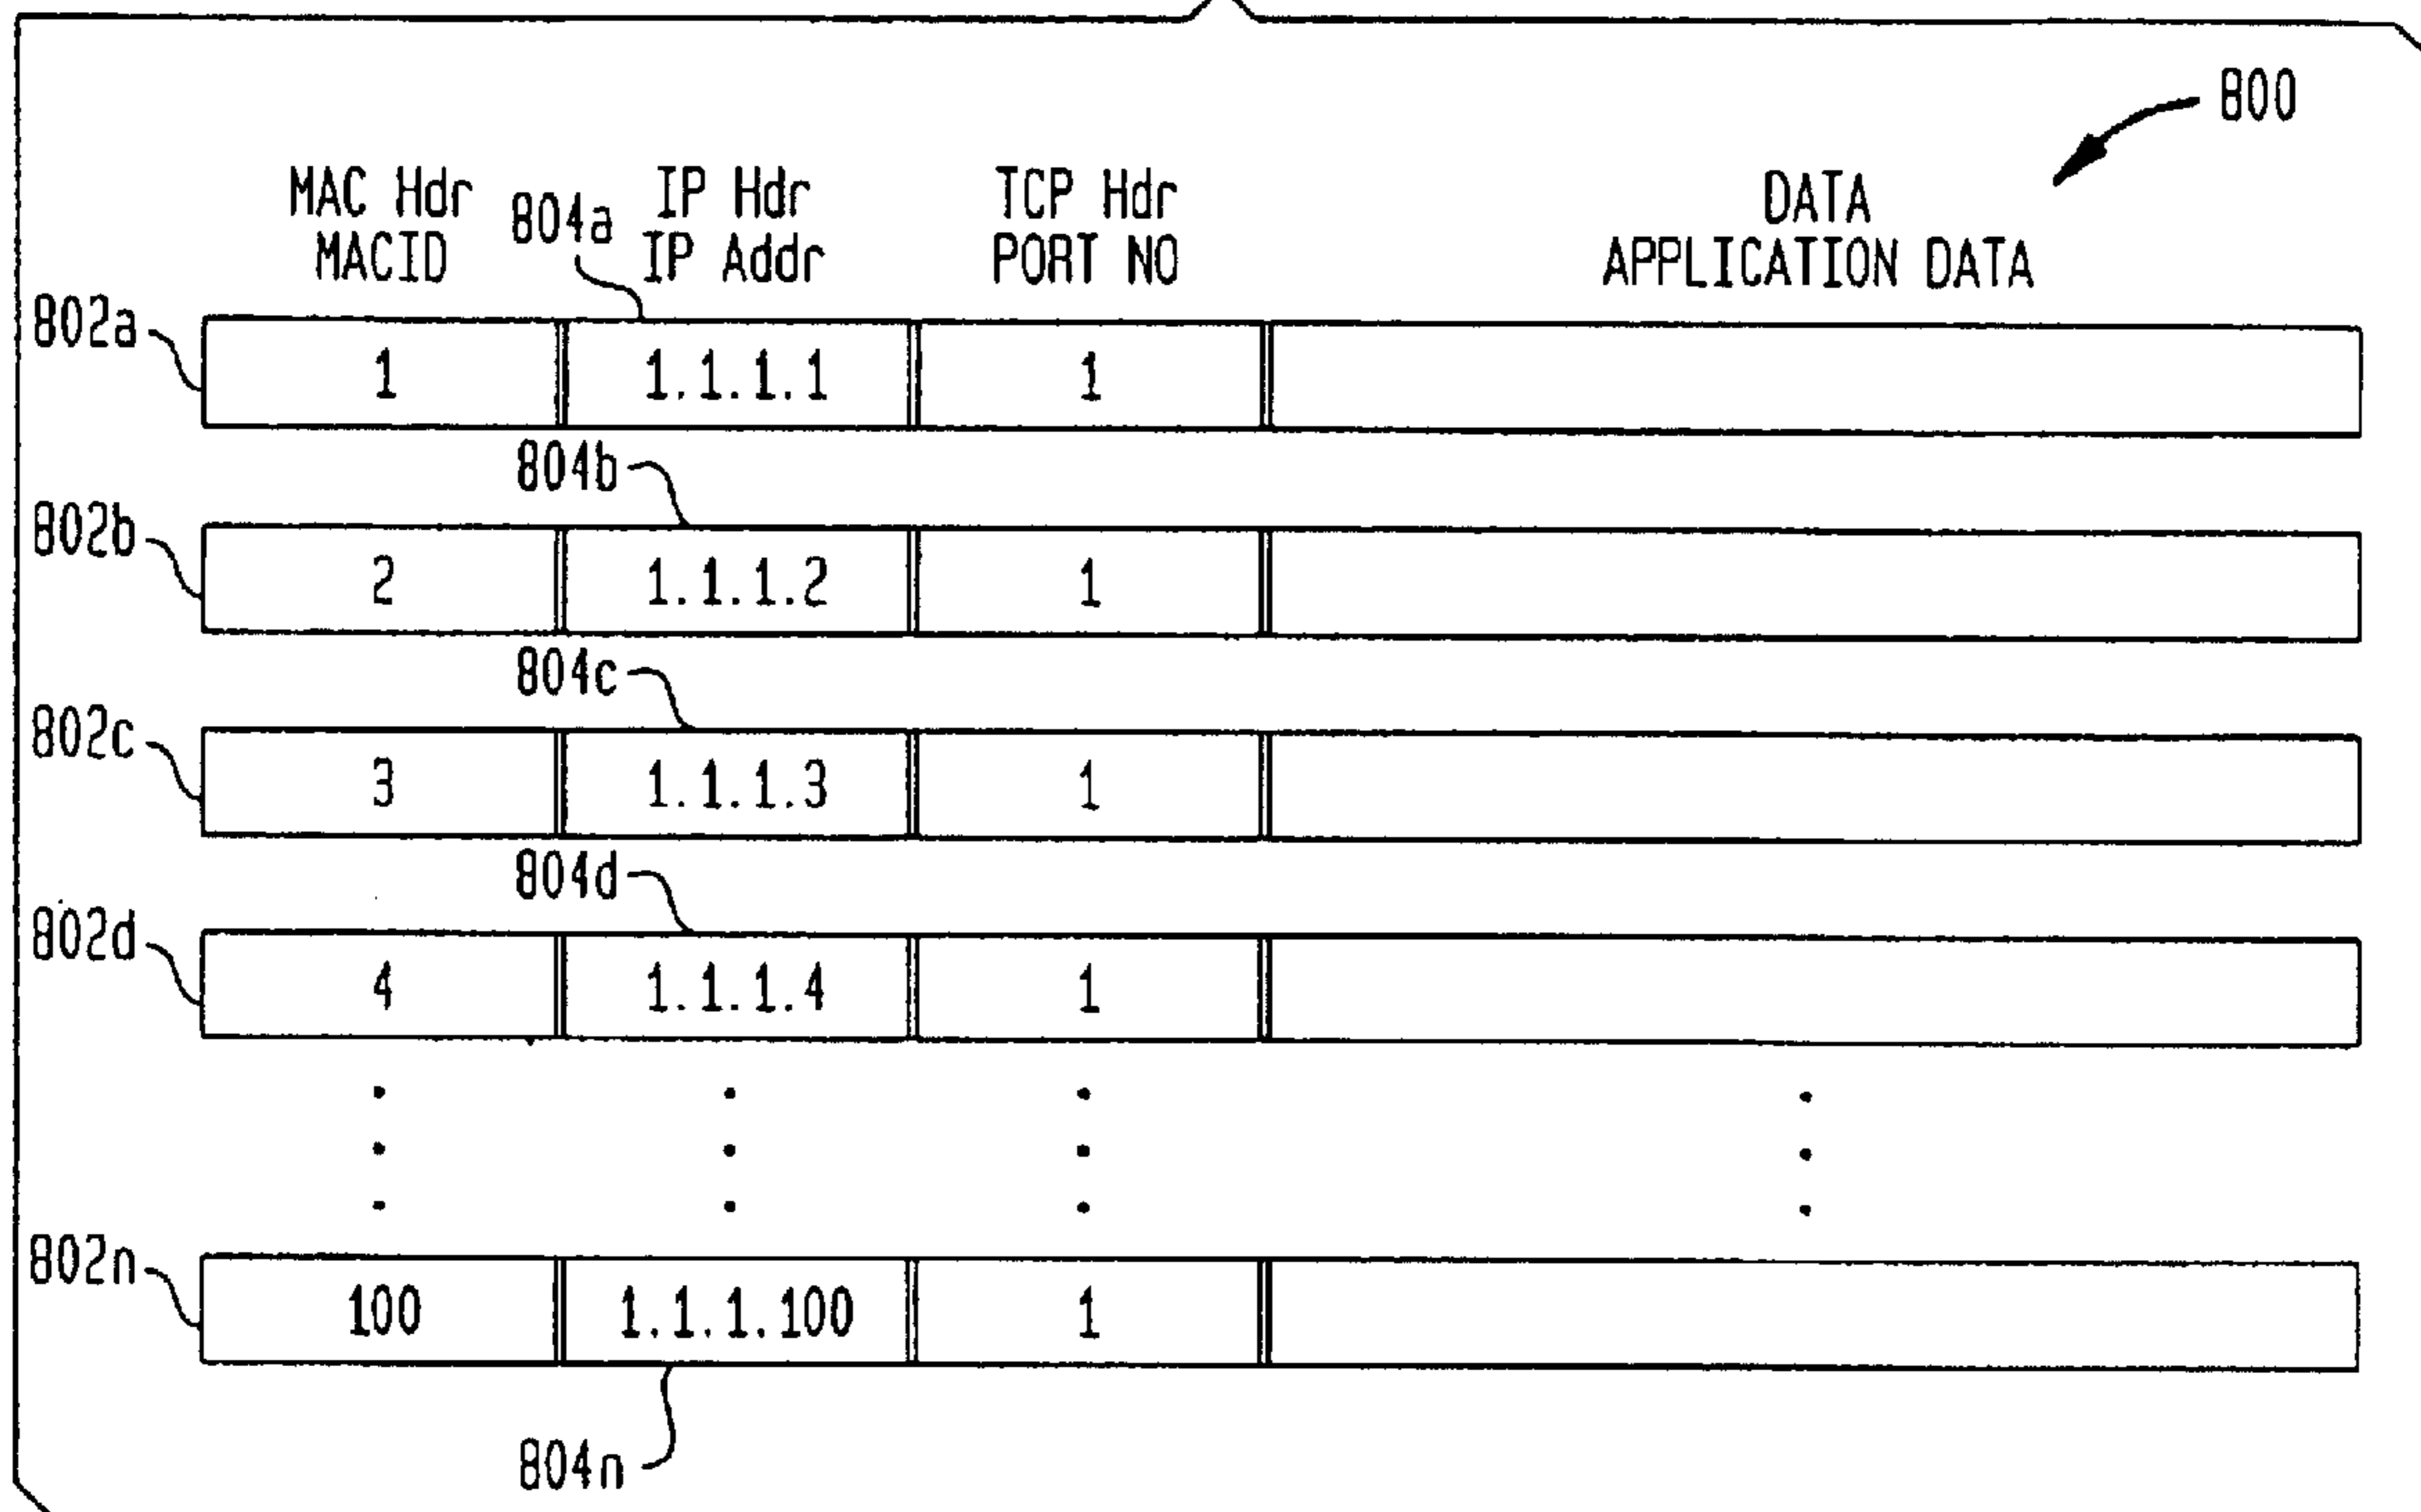 800
MAC Hdr
MACID
804a
IP Hdr
IP Addr
TCP Hdr
PORT NO
DATA
APPLICATION DATA
802a
1
1.1.1.1
1
804b
802b
2
1.1.1.2
1
804c
802c
3
1.1.1.3
1
804d
802d
4
1.1.1.4
1
802n
100
1.1.1.100
1
804n